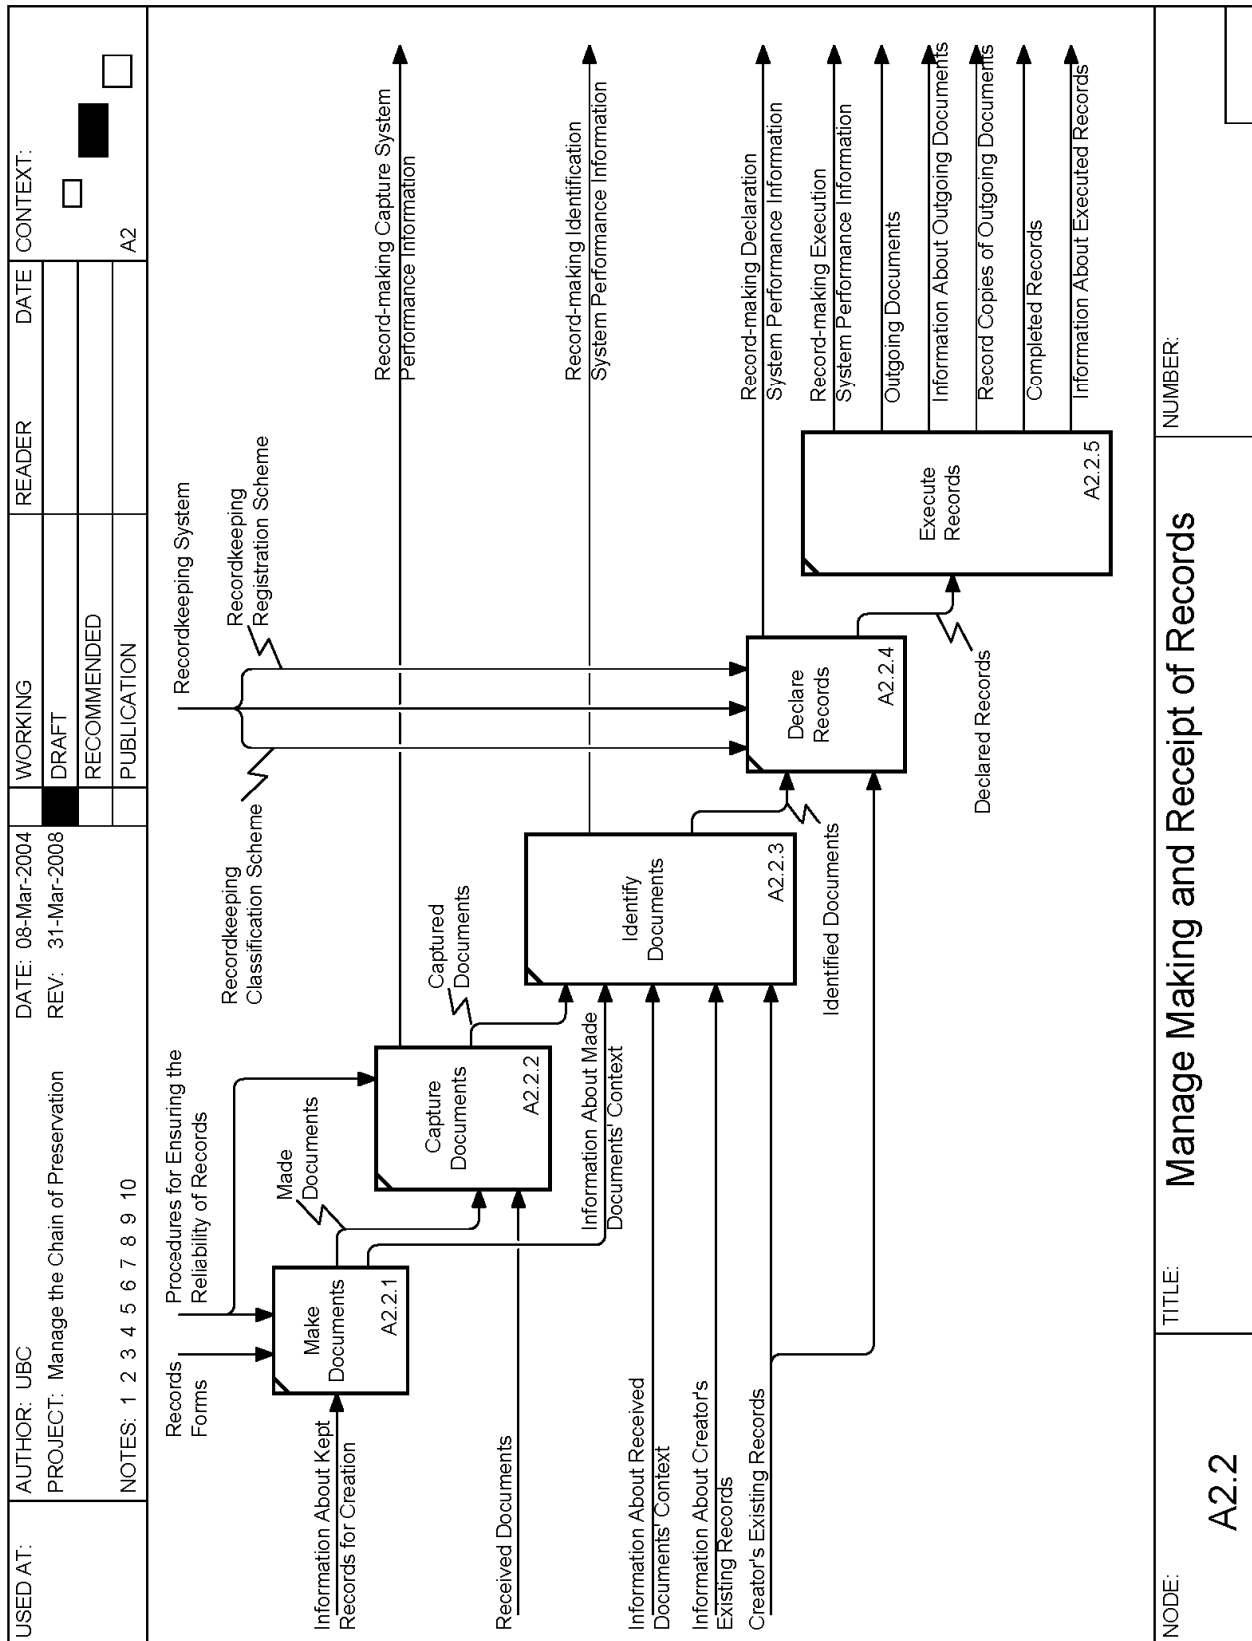 USED AT:
AUTHOR: UBC
PROJECT: Manage the Chain of Preservation
NOTES: 1 2 3 4 5 6 7 8 9 10
DATE: 08-Mar-2004
REV: 31-Mar-2008
WORKING
DRAFT
RECOMMENDED
PUBLICATION
READER
DATE
CONTEXT:
A2
Records
Forms
Procedures for Ensuring the
Reliability of Records
Recordkeeping
Classification Scheme
Recordkeeping System
Recordkeeping
Registration Scheme
Information About Kept
Records for Creation
Make
Documents
A2.2.1
Made
Documents
Received Documents
Capture
Documents
A2.2.2
Captured
Documents
Record-making Capture System
Performance Information
Information About Made
Documents' Context
Information About Received
Documents' Context
Information About Creator's
Existing Records
Creator's Existing Records
Identify
Documents
A2.2.3
Identified Documents
Record-making Identification
System Performance Information
Declare
Records
A2.2.4
Declared Records
Record-making Declaration
System Performance Information
Execute
Records
A2.2.5
Record-making Execution
System Performance Information
Outgoing Documents
Information About Outgoing Documents
Record Copies of Outgoing Documents
Completed Records
Information About Executed Records
NODE:
A2.2
TITLE:
Manage Making and Receipt of Records
NUMBER: